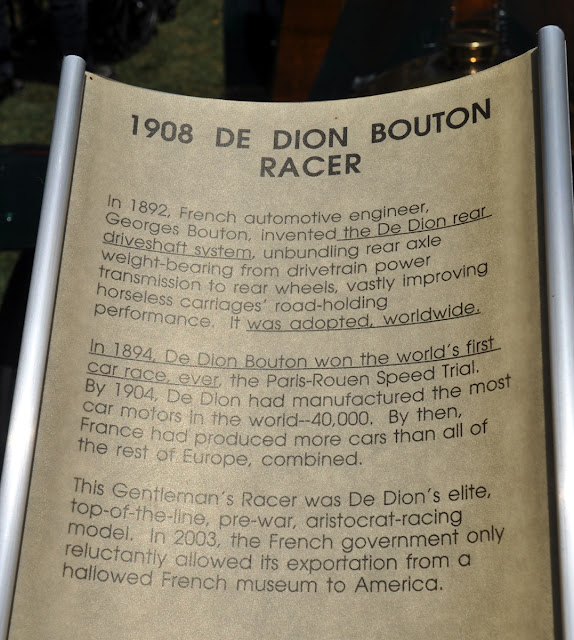 1908 DE DION BOUTON
RACER
In 1892, French automotive engineer,
Georges Bouton, invented the De Dion rear
driveshaft system, unbundling rear axle
weight-bearing from drivetrain power
transmission to rear wheels, vastly improving
horseless carriages' road-holding
performance. It was adopted, worldwide.
In 1894, De Dion Bouton won the world's first
car race, ever, the Paris-Rouen Speed Trial.
By 1904, De Dion had manufactured the most
car motors in the world--40,000. By then,
France had produced more cars than all of
the rest of Europe, combined.
This Gentleman's Racer was De Dion's elite,
top-of-the-line, pre-war, aristocrat-racing
model. In 2003, the French government only
reluctantly allowed its exportation from a
hallowed French museum to America.